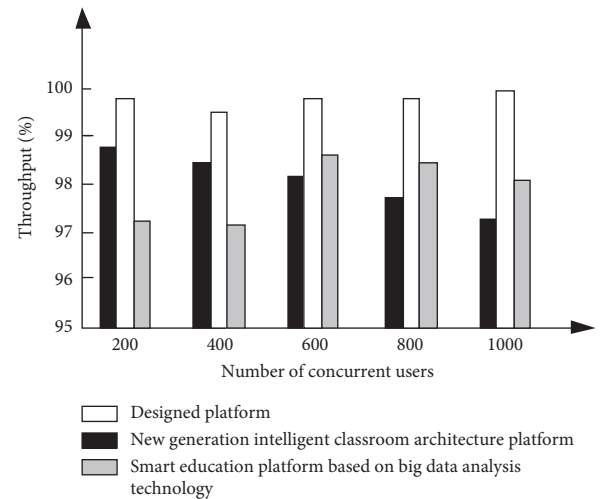 Throughput (%)
100
99
98
97
96
95
200 400 600 800 1000
Number of concurrent users
Designed platform
New generation intelligent classroom architecture platform
Smart education platform based on big data analysis
technology